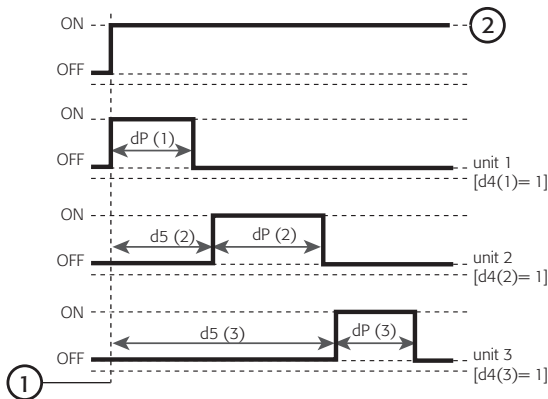 ON
2
OFF
ON
dP (1)
OFF
unit 1
[d4(1)= 1]
ON
d5 (2)
dP (2)
OFF
unit 2
[d4(2)= 1]
ON
d5 (3)
dP (3)
OFF
unit 3
[d4(3)= 1]
1